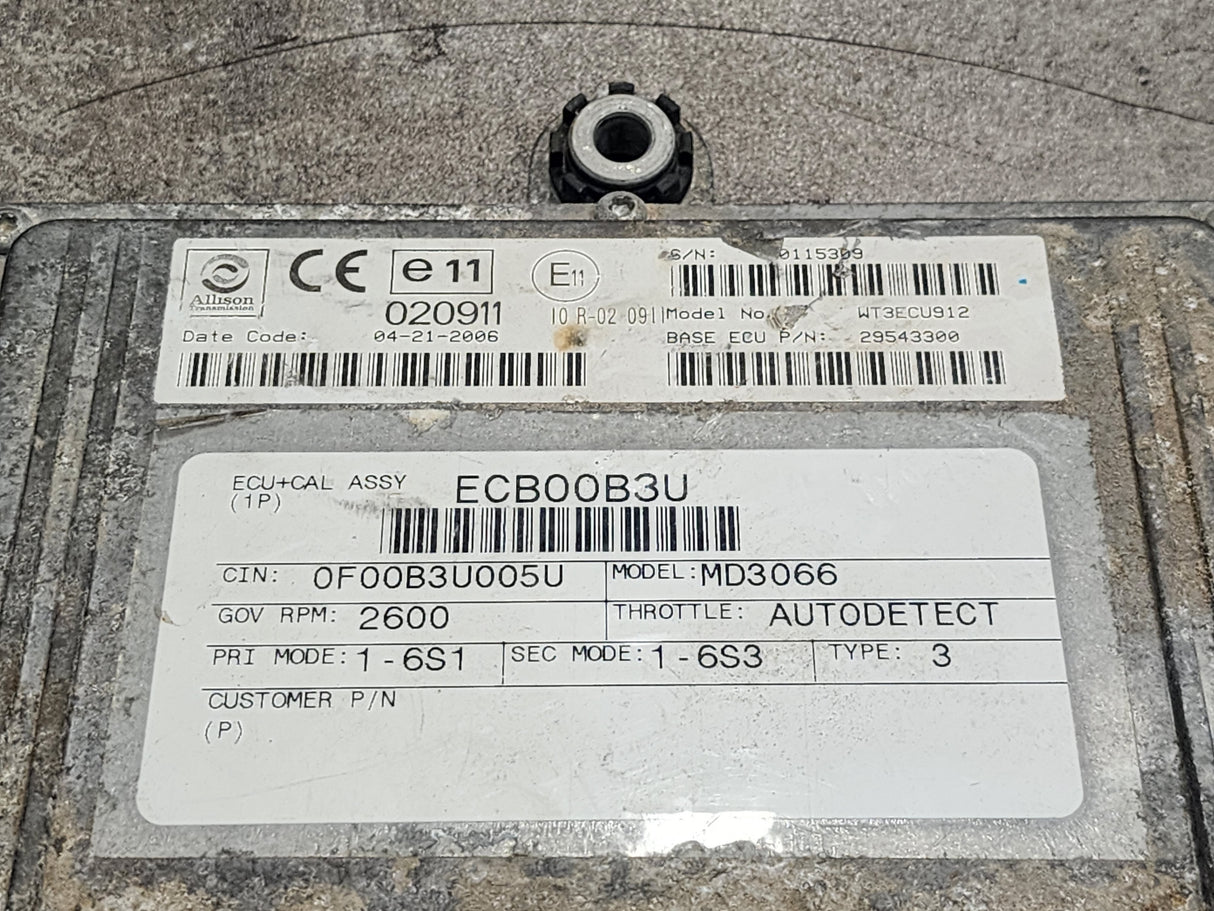 Allison
Transmission
CE
e11
020911
E11
10 R-02 0911
Date Code: 04-21-2006
S/N: 0115309
Model No. WT3ECU912
BASE ECU P/N: 29543300
ECU+CAL ASSY ECB00B3U
(1P)
CIN: 0F00B3U005U MODEL: MD3066
GOV RPM: 2600 THROTTLE: AUTODETECT
PRI MODE: 1-6S1 SEC MODE: 1-6S3 TYPE: 3
CUSTOMER P/N
(P)